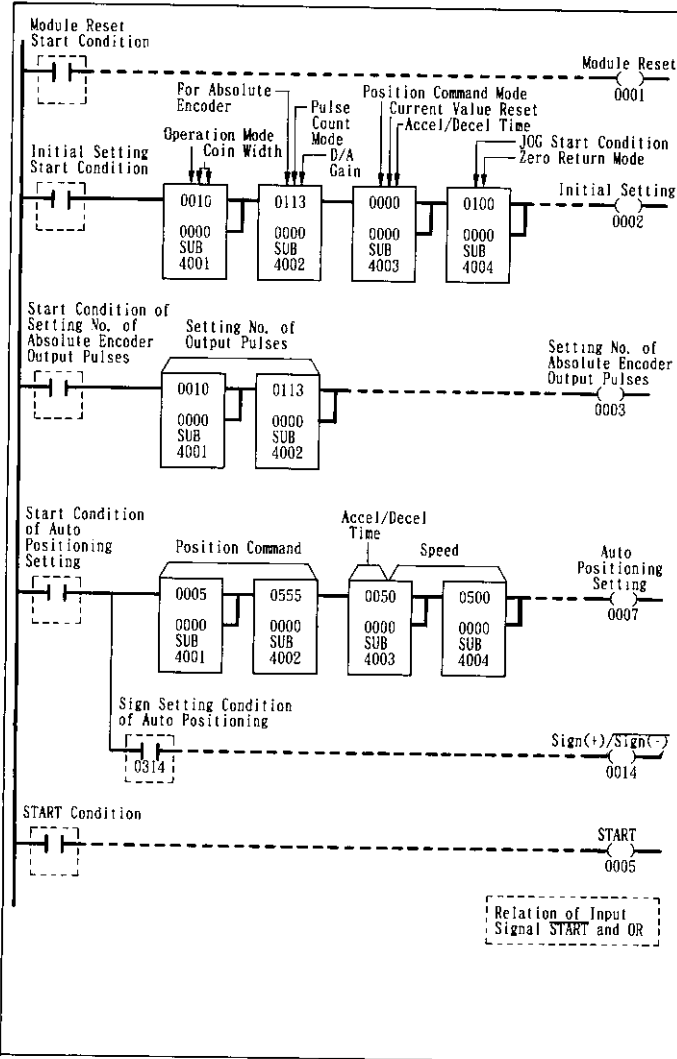 Module Reset
Start Condition
Module Reset
0001
For Absolute
Encoder
Pulse
Count
Mode
D/A
Gain
Position Command Mode
Current Value Reset
Accel/Decel Time
JOG Start Condition
Zero Return Mode
Operation Mode
Coin Width
Initial Setting
Start Condition
0010
0000
SUB
4001
0113
0000
SUB
4002
0000
0000
SUB
4003
0100
0000
SUB
4004
Initial Setting
0002
Start Condition of
Setting No. of
Absolute Encoder
Output Pulses
Setting No. of
Output Pulses
0010
0000
SUB
4001
0113
0000
SUB
4002
Setting No. of
Absolute Encoder
Output Pulses
0003
Start Condition
of Auto
Positioning
Setting
Position Command
Accel/Decel
Time
Speed
0005
0000
SUB
4001
0555
0000
SUB
4002
0050
0000
SUB
4003
0500
0000
SUB
4004
Auto
Positioning
Setting
0007
Sign Setting Condition
of Auto Positioning
0314
Sign(+)/Sign(-)
0014
START Condition
START
0005
Relation of Input
Signal START and OR